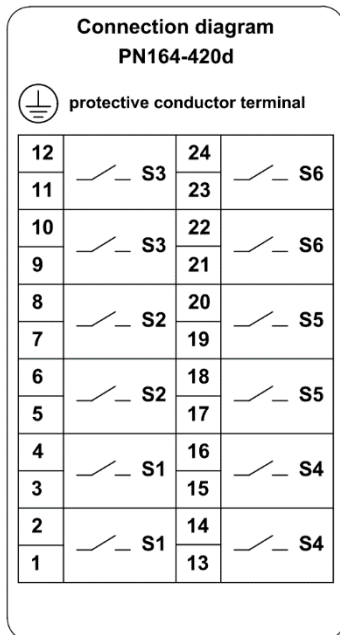 Connection diagram
PN164-420d
protective conductor terminal
12 S3 24 S6
11 23
10 S3 22 S6
9 21
8 S2 20 S5
7 19
6 S2 18 S5
5 17
4 S1 16 S4
3 15
2 S1 14 S4
1 13